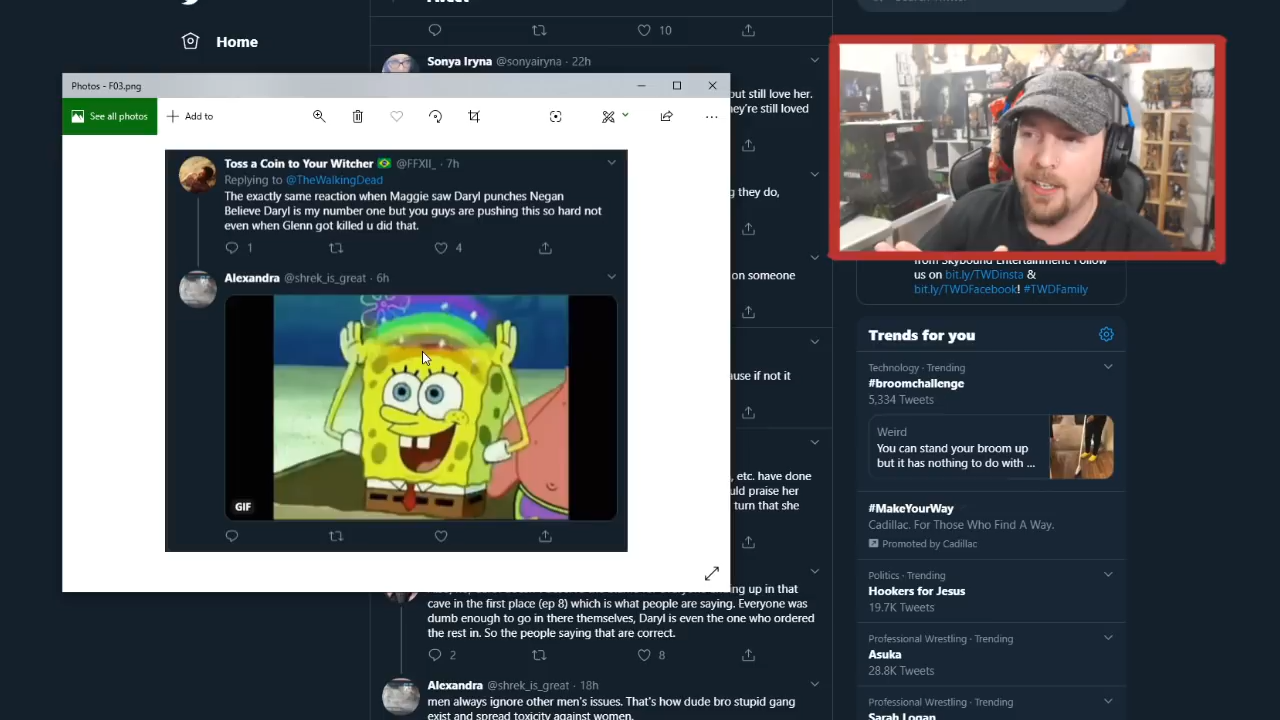 Home
10
Sonya Iryna @sonyairyna · 22h
but still love her.
they're still loved
Photos - F03.png
See all photos
Add to
Toss a Coin to Your Witcher @FFXII_ · 7h
Replying to @TheWalkingDead
The exactly same reaction when Maggie saw Daryl punches Negan
Believe Daryl is my number one but you guys are pushing this so hard not
even when Glenn got killed u did that.
1
4
Alexandra @shrek_is_great · 6h
GIF
g they do,
on someone
ause if not it
, etc. have done
uld praise her
turn that she
ing up in that
cave in the first place (ep 8) which is what people are saying. Everyone was
dumb enough to go in there themselves, Daryl is even the one who ordered
the rest in. So the people saying that are correct.
2
8
Alexandra @shrek_is_great · 18h
men always ignore other men's issues. That's how dude bro stupid gang
exist and spread toxicity against women.
from Skybound Entertainment. Follow
us on bit.ly/TWDinsta &
bit.ly/TWDFacebook! #TWDFamily
Trends for you
Technology · Trending
#broomchallenge
5,334 Tweets
Weird
You can stand your broom up
but it has nothing to do with ...
#MakeYourWay
Cadillac. For Those Who Find A Way.
Promoted by Cadillac
Politics · Trending
Hookers for Jesus
19.7K Tweets
Professional Wrestling · Trending
Asuka
28.8K Tweets
Professional Wrestling · Trending
Sarah Logan